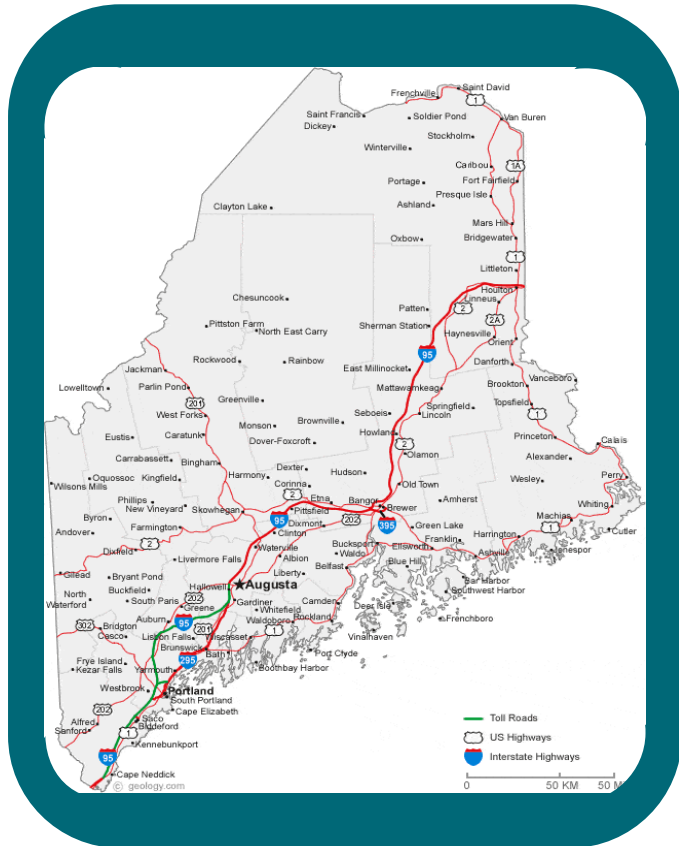 Saint David
Frenchville
1
Saint Francis
Soldier Pond
Van Buren
Dickey
Stockholm
Winterville
Caribou
1A
Portage
Fort Fairfield
Presque Isle
Clayton Lake
Ashland
Mars Hill
Oxbow
Bridgewater
1
Littleton
Houlton
Chesuncook
Linneus
Patten
2
Pittston Farm
Sherman Station
2A
North East Carry
Haynesville
Orient
95
Rockwood
Rainbow
Danforth
Jackman
East Millinocket
Vanceboro
Lowelltown
Parlin Pond
Mattawamkeag
Brookton
Greenville
201
Springfield
Topsfield
West Forks
Seboeis
Lincoln
1
Monson
Brownville
Eustis
Caratunk
Howland
Princeton
Dover-Foxcroft
2
Calais
Carrabassett
Bingham
Olamon
Alexander
Dexter
Hudson
Oquossoc
Kingfield
Harmony
Perry
Wilsons Mills
Corinna
Old Town
Wesley
2
Etna
Bangor
Amherst
Phillips
New Vineyard
Skowhegan
Pittsfield
Brewer
Whiting
Byron
95
Dixmont
202
395
Machias
Farmington
Green Lake
1
Andover
Clinton
Harrington
Cutler
2
Bucksport
Franklin
Dixfield
Waterville
Waldo
Ellsworth
Jonespor
Livermore Falls
Albion
Ashville
Belfast
Blue Hill
Gilead
Bryant Pond
Liberty
Bar Harbor
Hallowell
Augusta
Buckfield
Southwest Harbor
North
Waterford
South Paris
202
Gardiner
Camden
Deer Isle
Greene
Whitefield
Auburn
95
Waldoboro
Rockland
Frenchboro
302
Bridgton
201
1
Casco
Lisbon Falls
Wiscasset
Vinalhaven
Brunswick
Bath
Port Clyde
Frye Island
295
Kezar Falls
Yarmouth
Boothbay Harbor
Westbrook
Portland
South Portland
202
Cape Elizabeth
Alfred
Saco
Toll Roads
Sanford
Biddeford
1
US Highways
Kennebunkport
95
Interstate Highways
Cape Neddick
© geology.com
0 50 KM 50 M